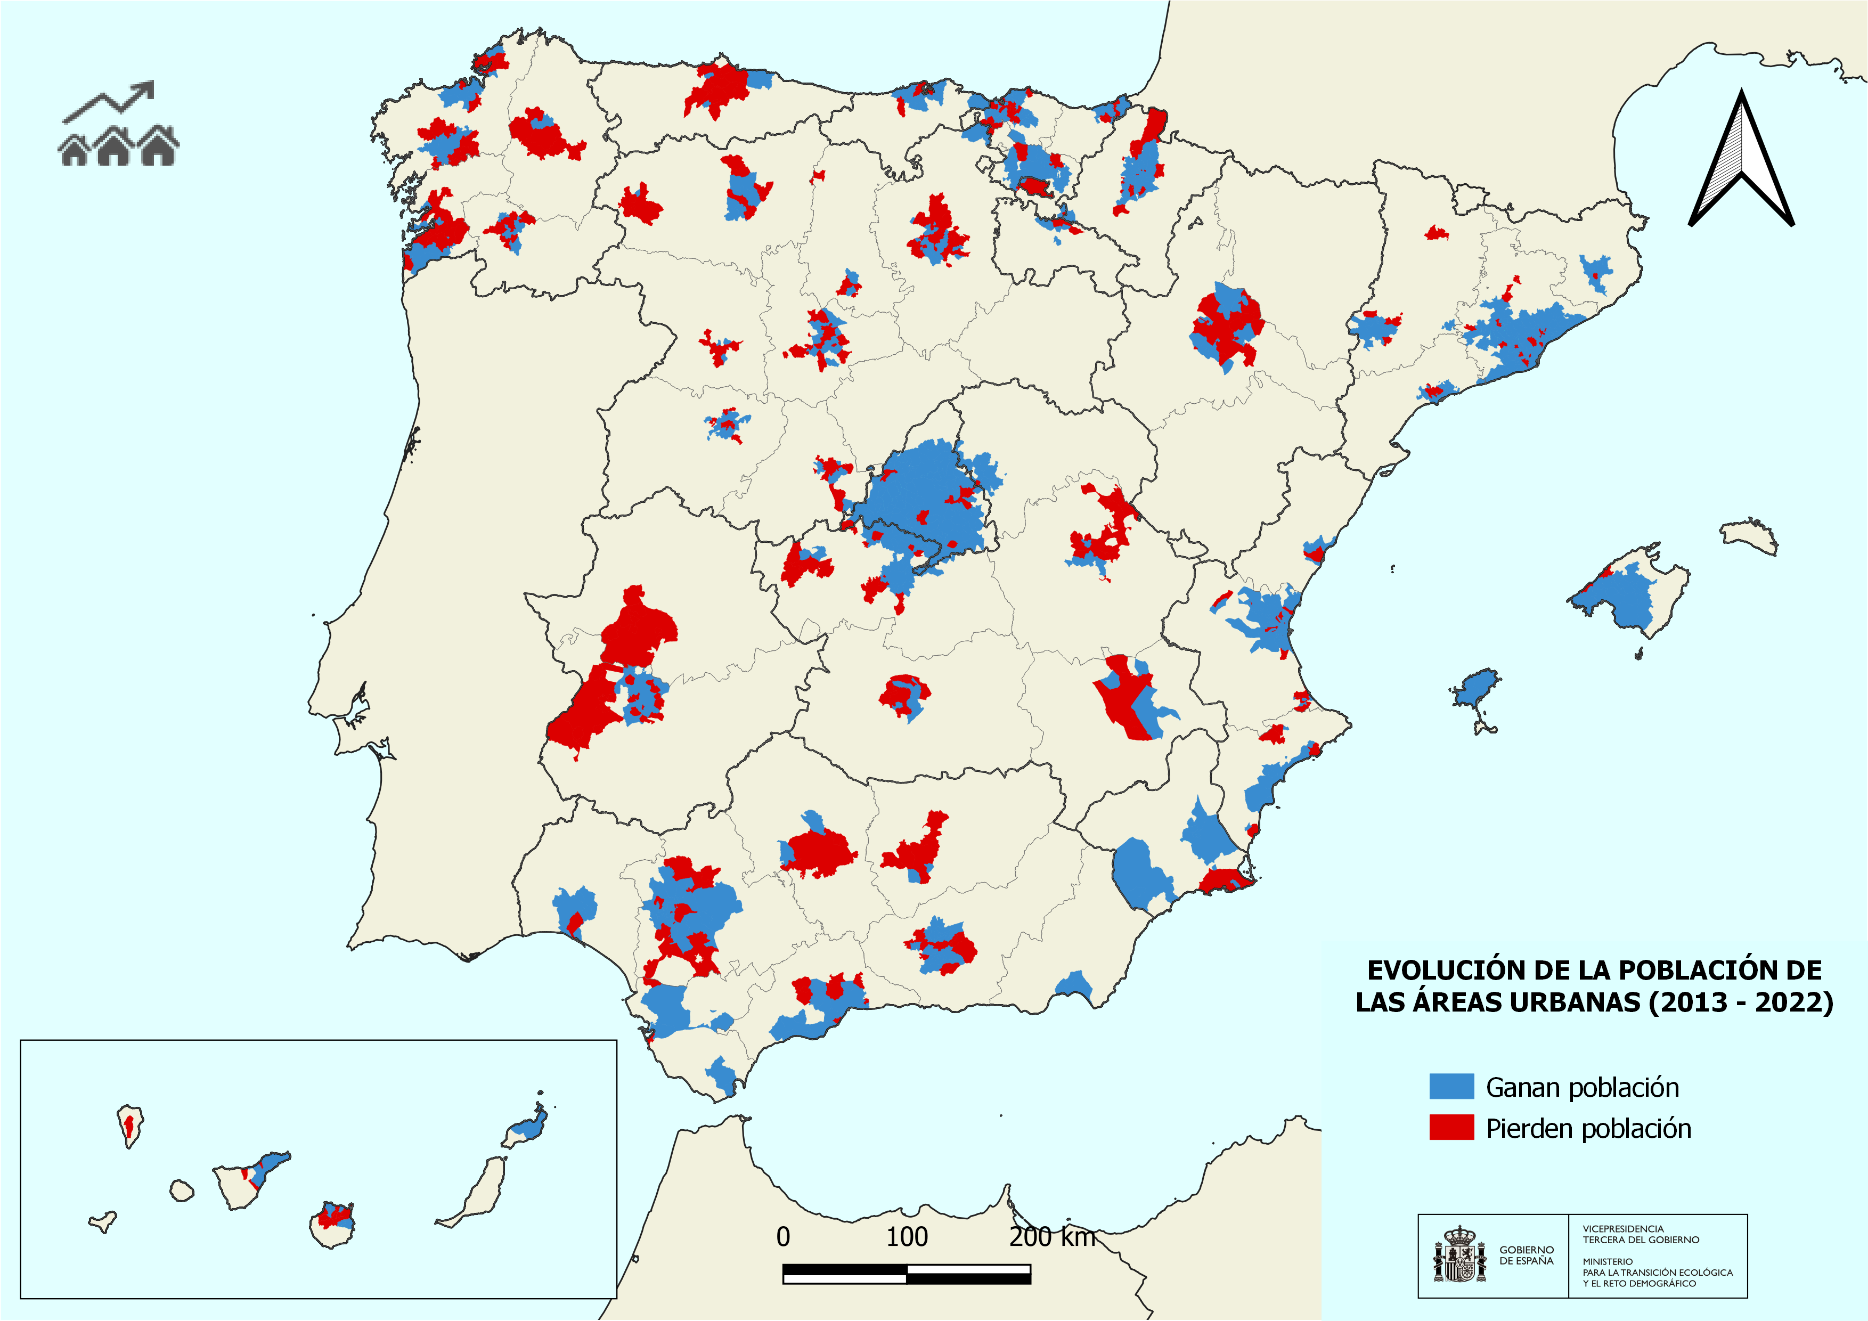 EVOLUCIÓN DE LA POBLACIÓN DE
LAS ÁREAS URBANAS (2013 - 2022)
Ganan población
Pierden población
0 100 200 km
GOBIERNO
DE ESPAÑA
VICEPRESIDENCIA
TERCERA DEL GOBIERNO
MINISTERIO
PARA LA TRANSICIÓN ECOLÓGICA
Y EL RETO DEMOGRÁFICO